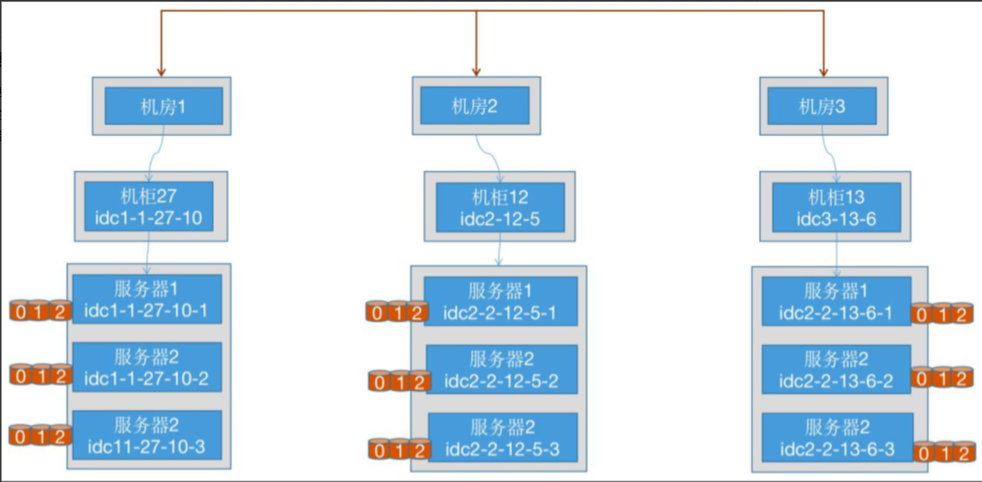 机房1
机房2
机房3
机柜27
idc1-1-27-10
机柜12
idc2-12-5
机柜13
idc3-13-6
服务器1
idc1-1-27-10-1
0 1 2
服务器2
idc1-1-27-10-2
0 1 2
服务器2
idc11-27-10-3
0 1 2
服务器1
idc2-2-12-5-1
0 1 2
服务器2
idc2-2-12-5-2
0 1 2
服务器2
idc2-2-12-5-3
0 1 2
服务器1
idc2-2-13-6-1
0 1 2
服务器2
idc2-2-13-6-2
0 1 2
服务器2
idc2-2-13-6-3
0 1 2